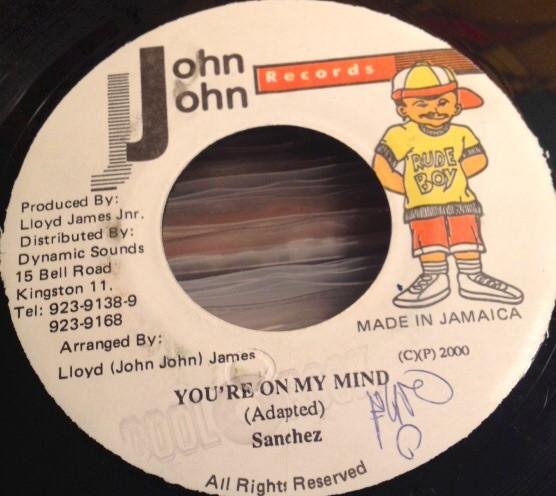 John John Records
RUDE
BOY
Produced By:
Lloyd James Jnr.
Distributed By:
Dynamic Sounds
15 Bell Road
Kingston 11.
Tel: 923-9138-9
923-9168
Arranged By:
Lloyd (John John) James
MADE IN JAMAICA
(C)(P) 2000
YOU'RE ON MY MIND
(Adapted)
Sanchez
All Rights Reserved